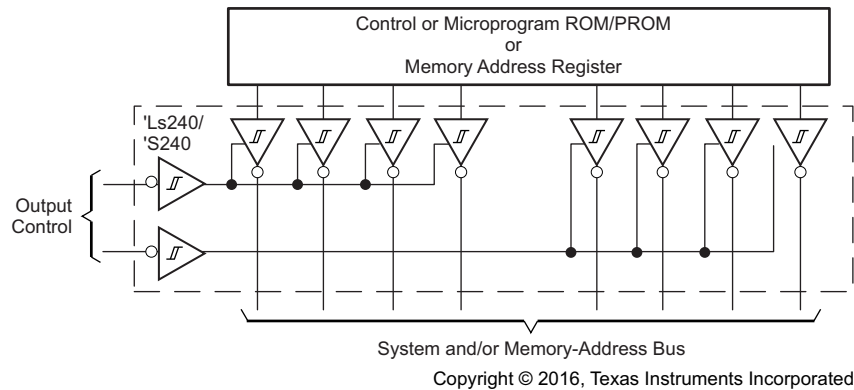 Control or Microprogram ROM/PROM
or
Memory Address Register
'Ls240/
'S240
Output
Control
System and/or Memory-Address Bus
Copyright © 2016, Texas Instruments Incorporated